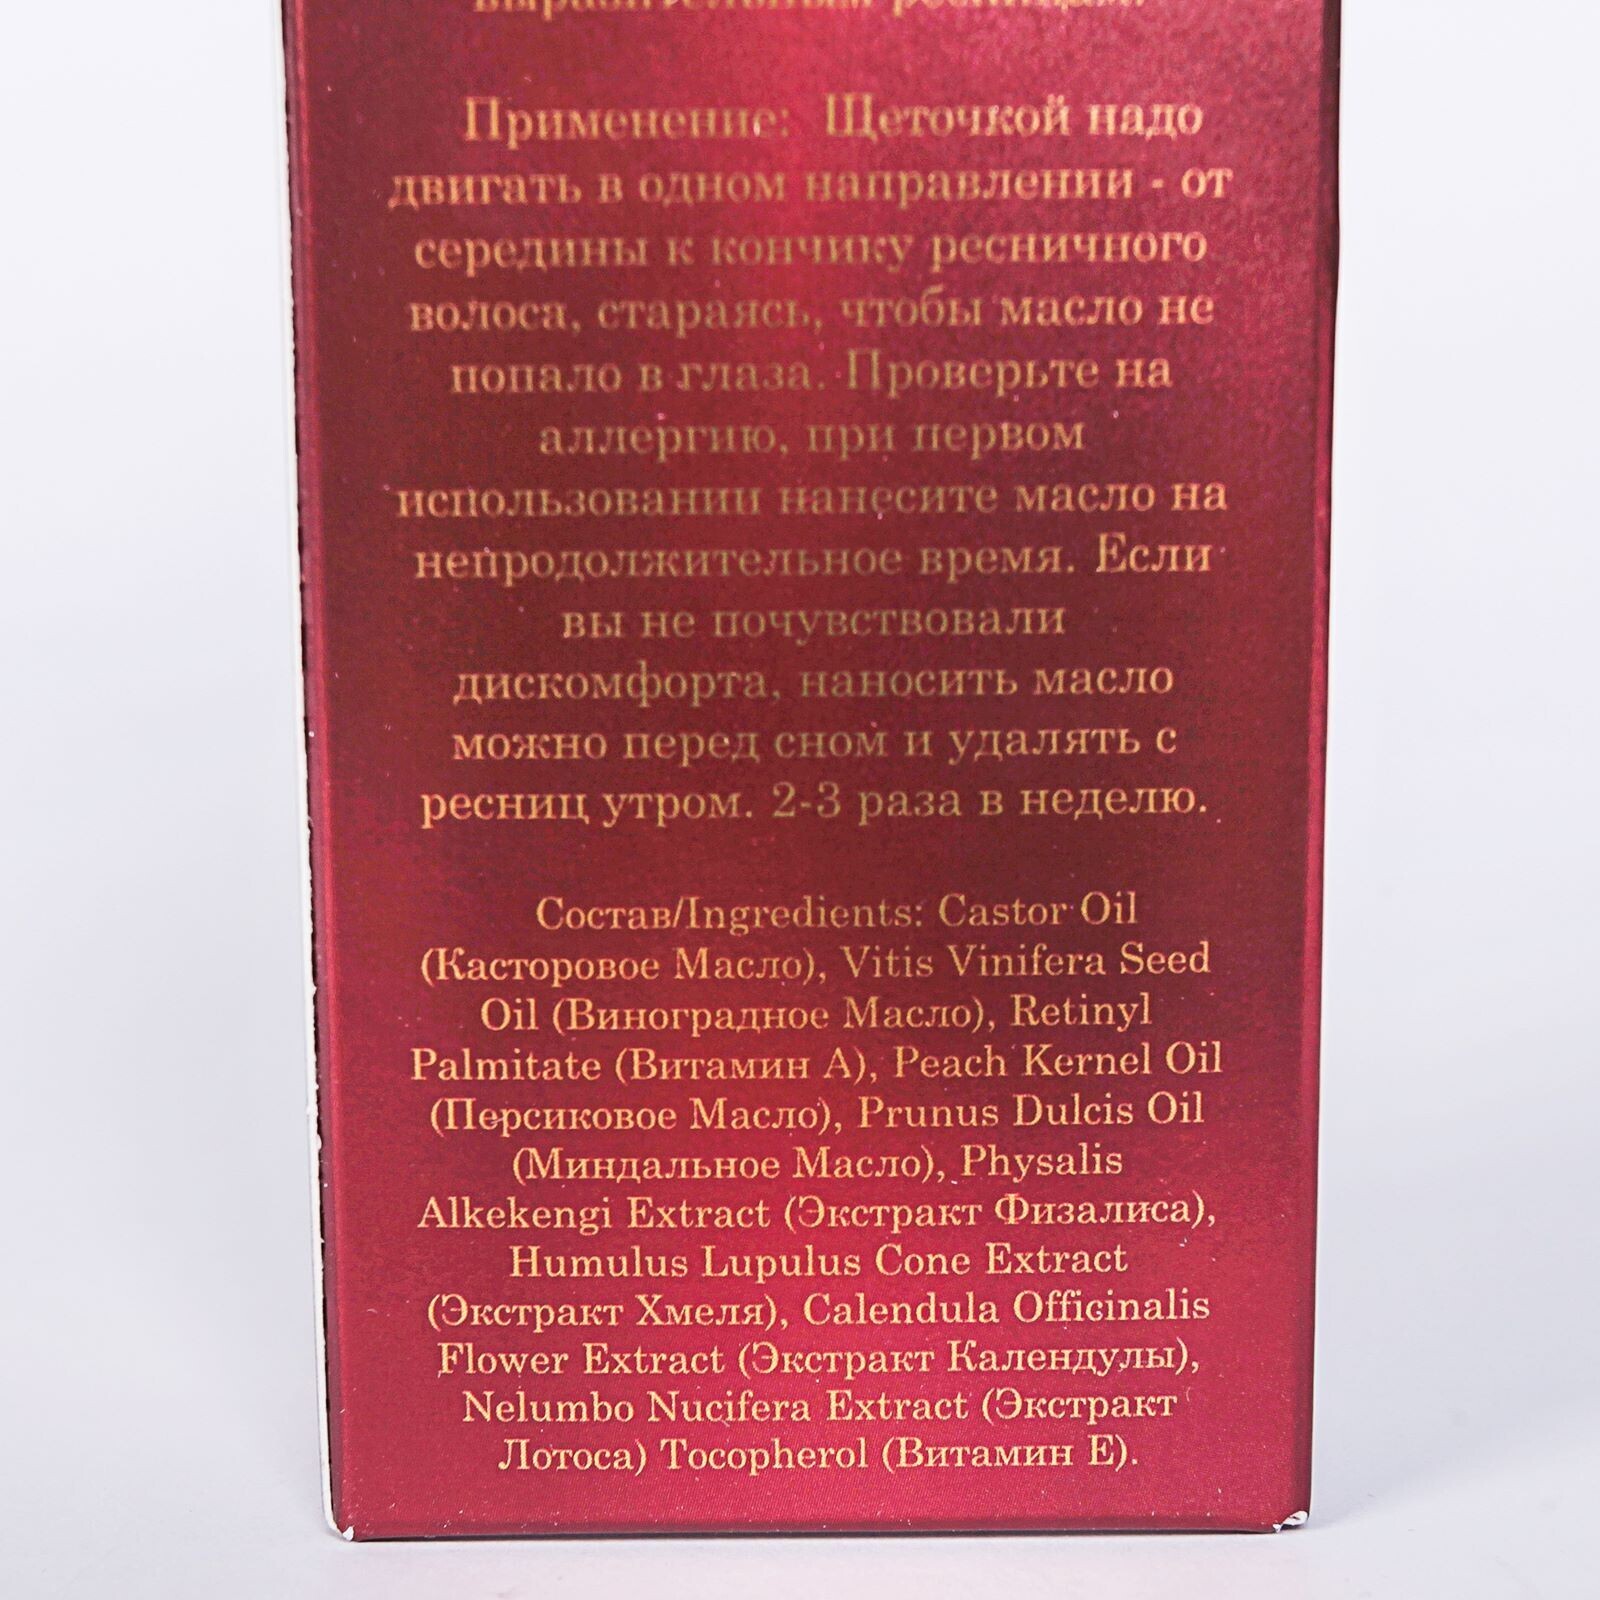 выразительным ресницам.
Применение: Щеточкой надо
двигать в одном направлении - от
середины к кончику ресничного
волоса, стараясь, чтобы масло не
попало в глаза. Проверьте на
аллергию, при первом
использовании нанесите масло на
непродолжительное время. Если
вы не почувствовали
дискомфорта, наносить масло
можно перед сном и удалять с
ресниц утром. 2-3 раза в неделю.
Состав/Ingredients: Castor Oil
(Касторовое Масло), Vitis Vinifera Seed
Oil (Виноградное Масло), Retinyl
Palmitate (Витамин А), Peach Kernel Oil
(Персиковое Масло), Prunus Dulcis Oil
(Миндальное Масло), Physalis
Alkekengi Extract (Экстракт Физалиса),
Humulus Lupulus Cone Extract
(Экстракт Хмеля), Calendula Officinalis
Flower Extract (Экстракт Календулы),
Nelumbo Nucifera Extract (Экстракт
Лотоса) Tocopherol (Витамин Е).